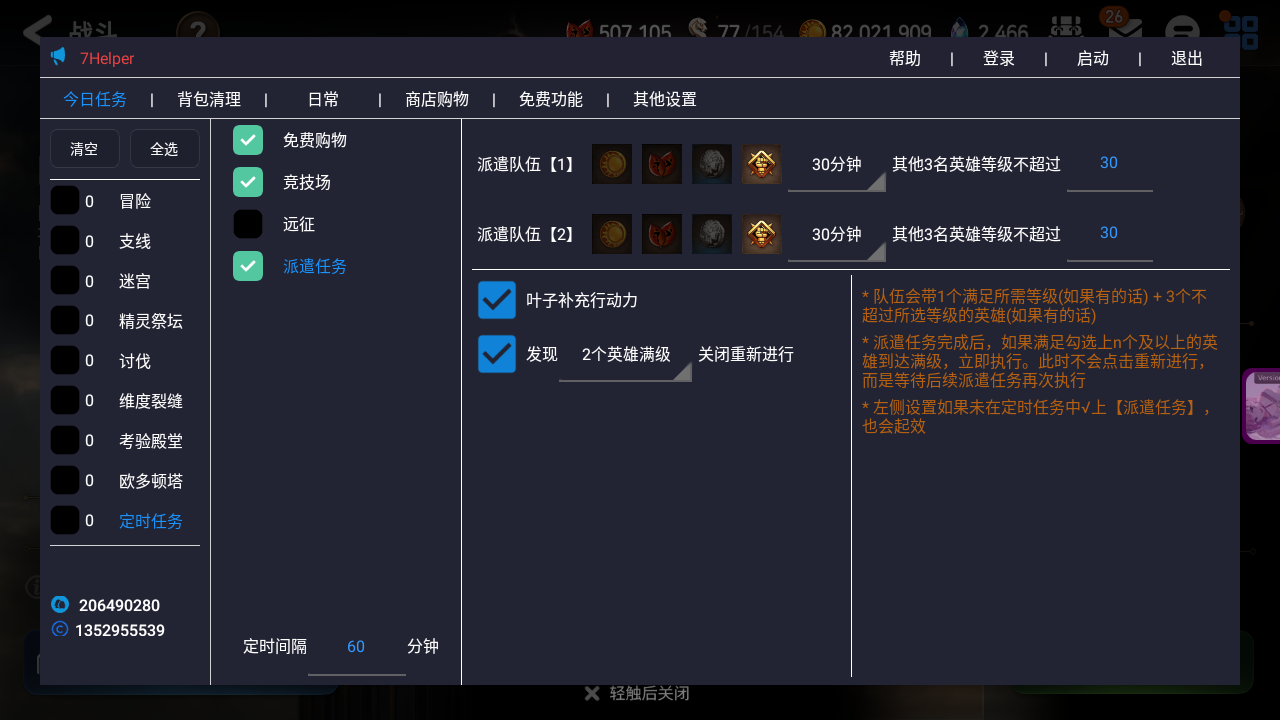 战斗 ? 507,105 77/154 82,021,909 2,466 26
7Helper 帮助 | 登录 | 启动 | 退出
今日任务 | 背包清理 | 日常 | 商店购物 | 免费功能 | 其他设置
清空 全选
0 冒险
0 支线
0 迷宫
0 精灵祭坛
0 讨伐
0 维度裂缝
0 考验殿堂
0 欧多顿塔
0 定时任务
206490280
1352955539
免费购物
竞技场
远征
派遣任务
定时间隔 60 分钟
派遣队伍【1】 30分钟 其他3名英雄等级不超过 30
派遣队伍【2】 30分钟 其他3名英雄等级不超过 30
叶子补充行动力
发现 2个英雄满级 关闭重新进行
* 队伍会带1个满足所需等级(如果有的话) + 3个不
超过所选等级的英雄(如果有的话)
* 派遣任务完成后，如果满足勾选上n个及以上的英
雄到达满级，立即执行。此时不会点击重新进行，
而是等待后续派遣任务再次执行
* 左侧设置如果未在定时任务中√上【派遣任务】，
也会起效
Version
轻触后关闭